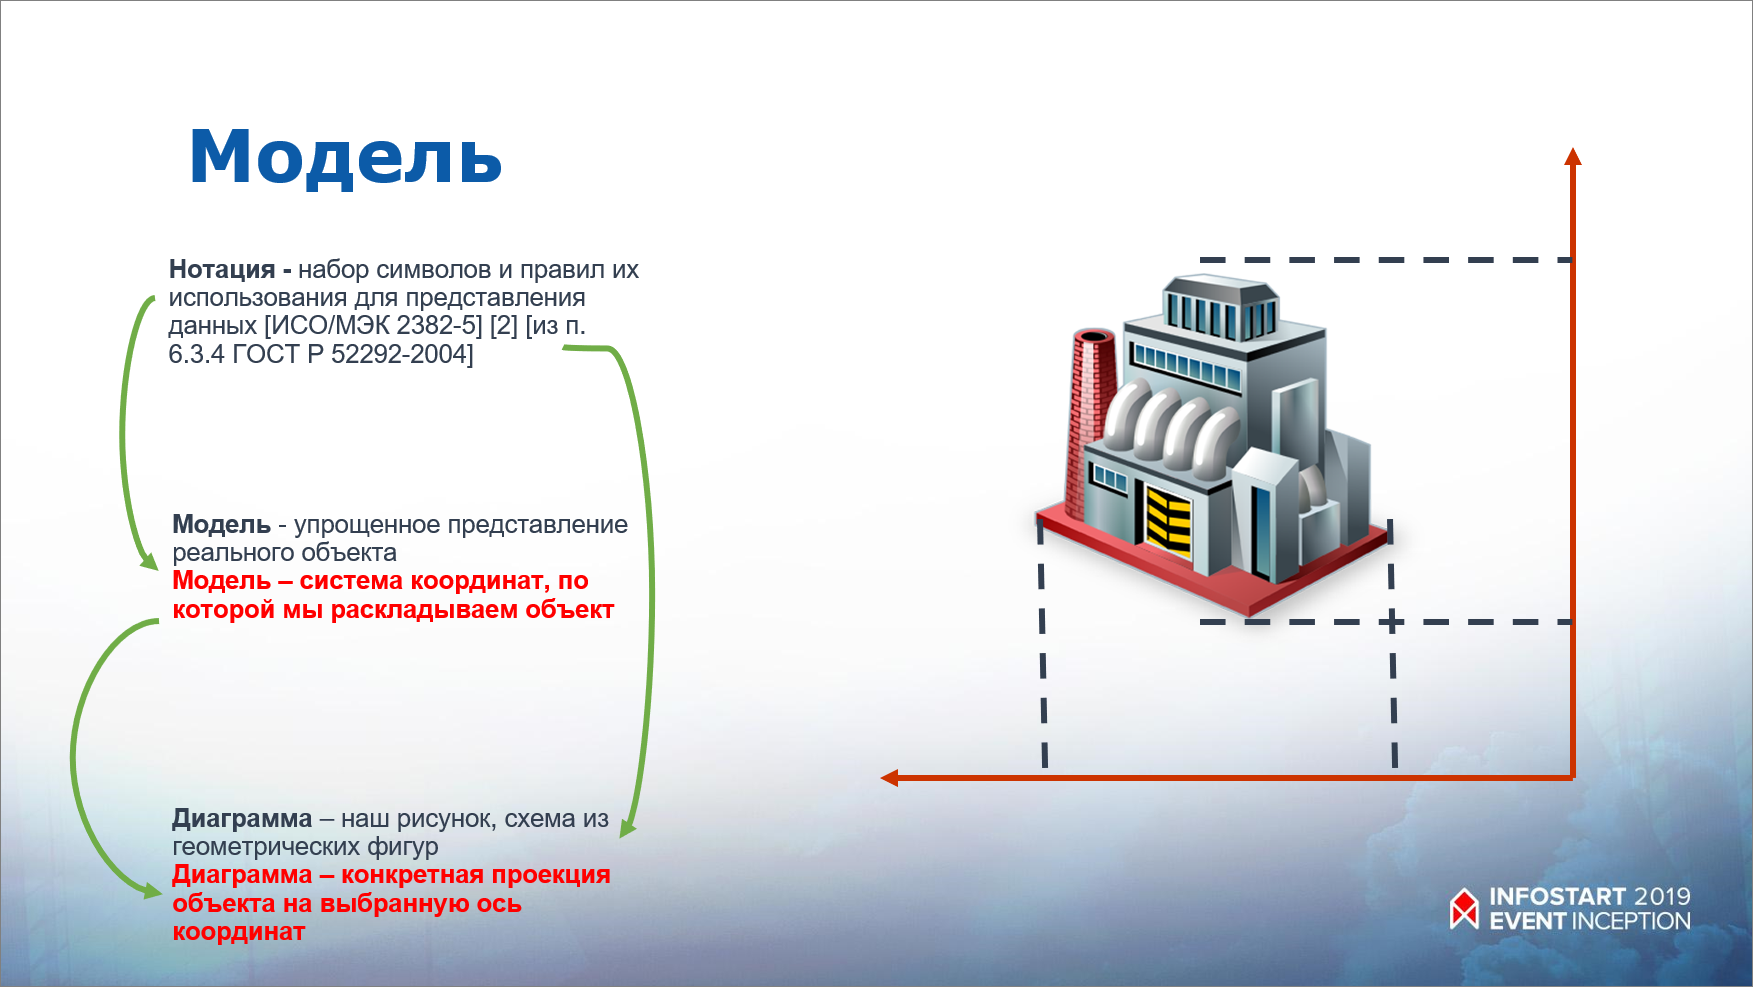 Модель
Нотация - набор символов и правил их
использования для представления
данных [ИСО/МЭК 2382-5] [2] [из п.
6.3.4 ГОСТ Р 52292-2004]
Модель - упрощенное представление
реального объекта
Модель – система координат, по
которой мы раскладываем объект
Диаграмма – наш рисунок, схема из
геометрических фигур
Диаграмма – конкретная проекция
объекта на выбранную ось
координат
INFOSTART 2019
EVENT INCEPTION